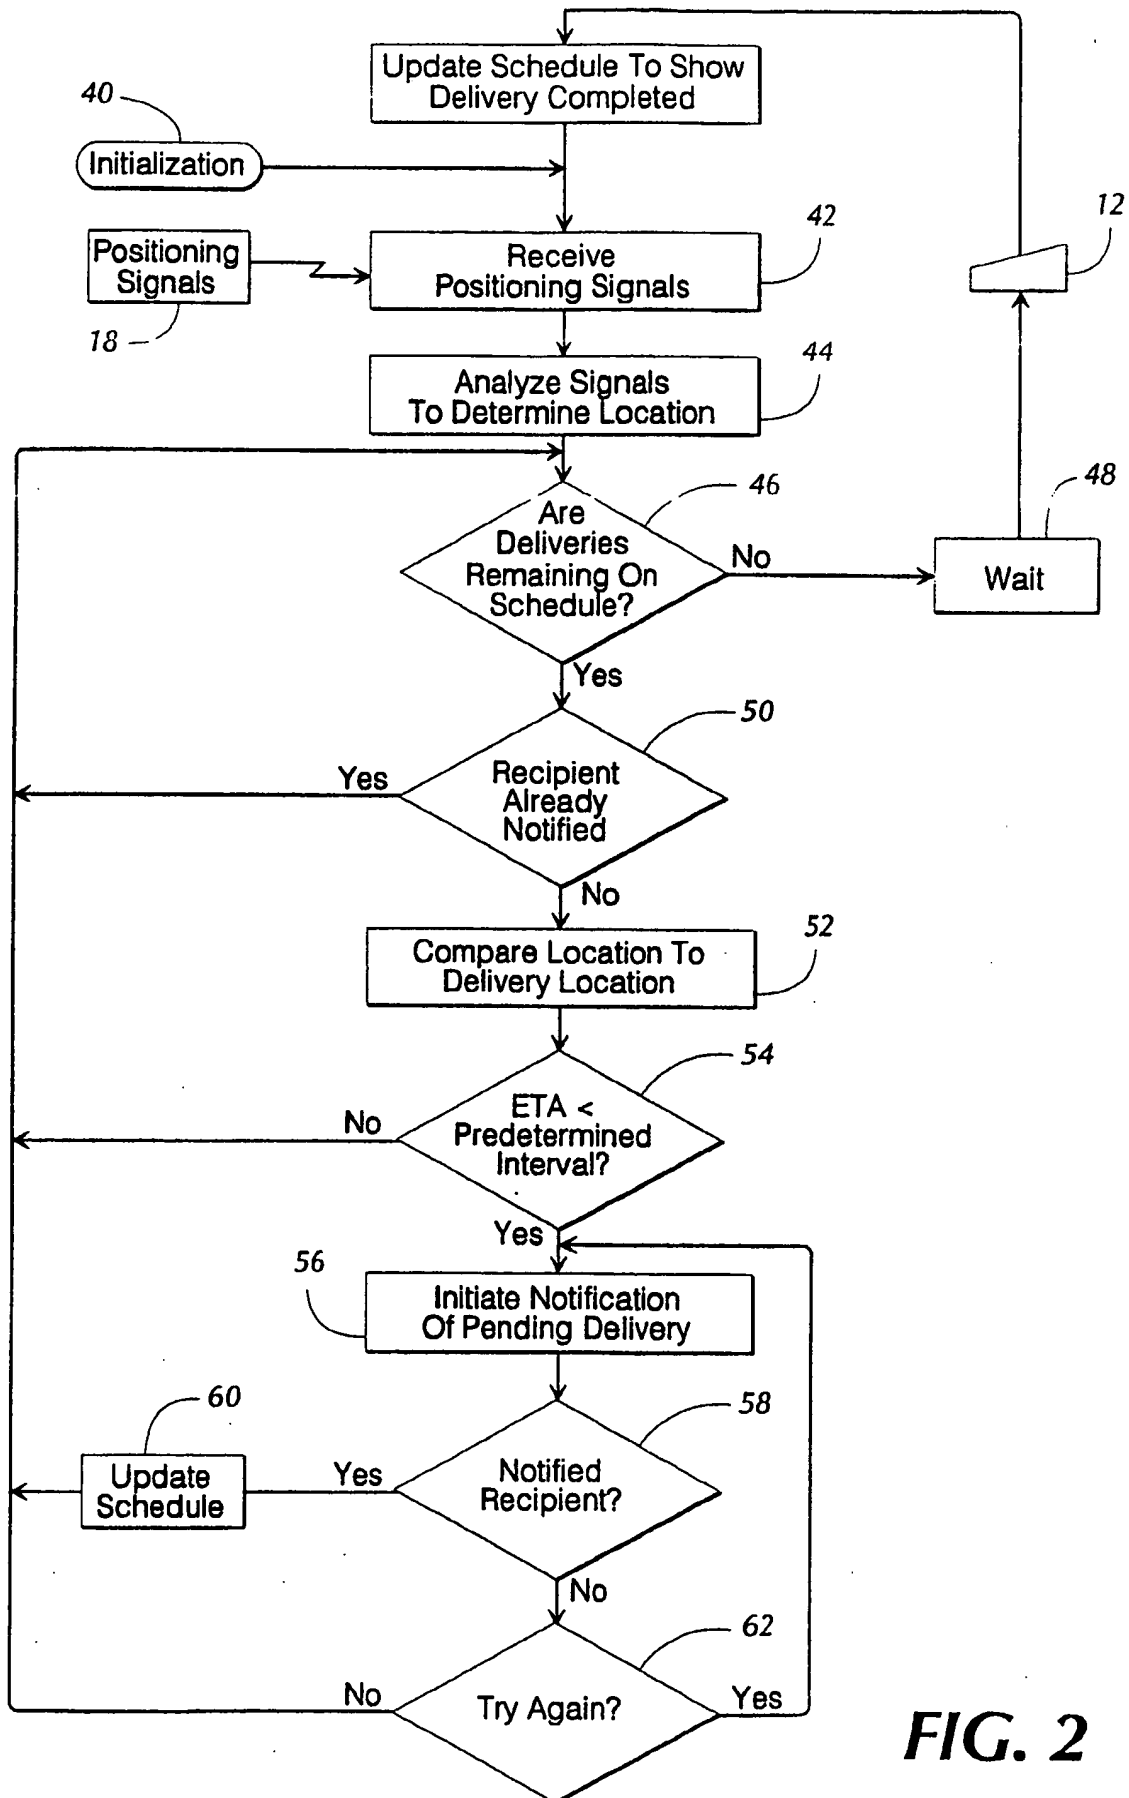 Update Schedule To Show
Delivery Completed
40
Initialization
Positioning
Signals
18
Receive
Positioning Signals
42
12
Analyze Signals
To Determine Location
44
46
Are
Deliveries
Remaining On
Schedule?
No
48
Wait
Yes
50
Recipient
Already
Notified
Yes
No
52
Compare Location To
Delivery Location
54
ETA <
Predetermined
Interval?
No
Yes
56
Initiate Notification
Of Pending Delivery
58
Notified
Recipient?
Yes
60
Update
Schedule
No
62
Try Again?
No
Yes
FIG. 2